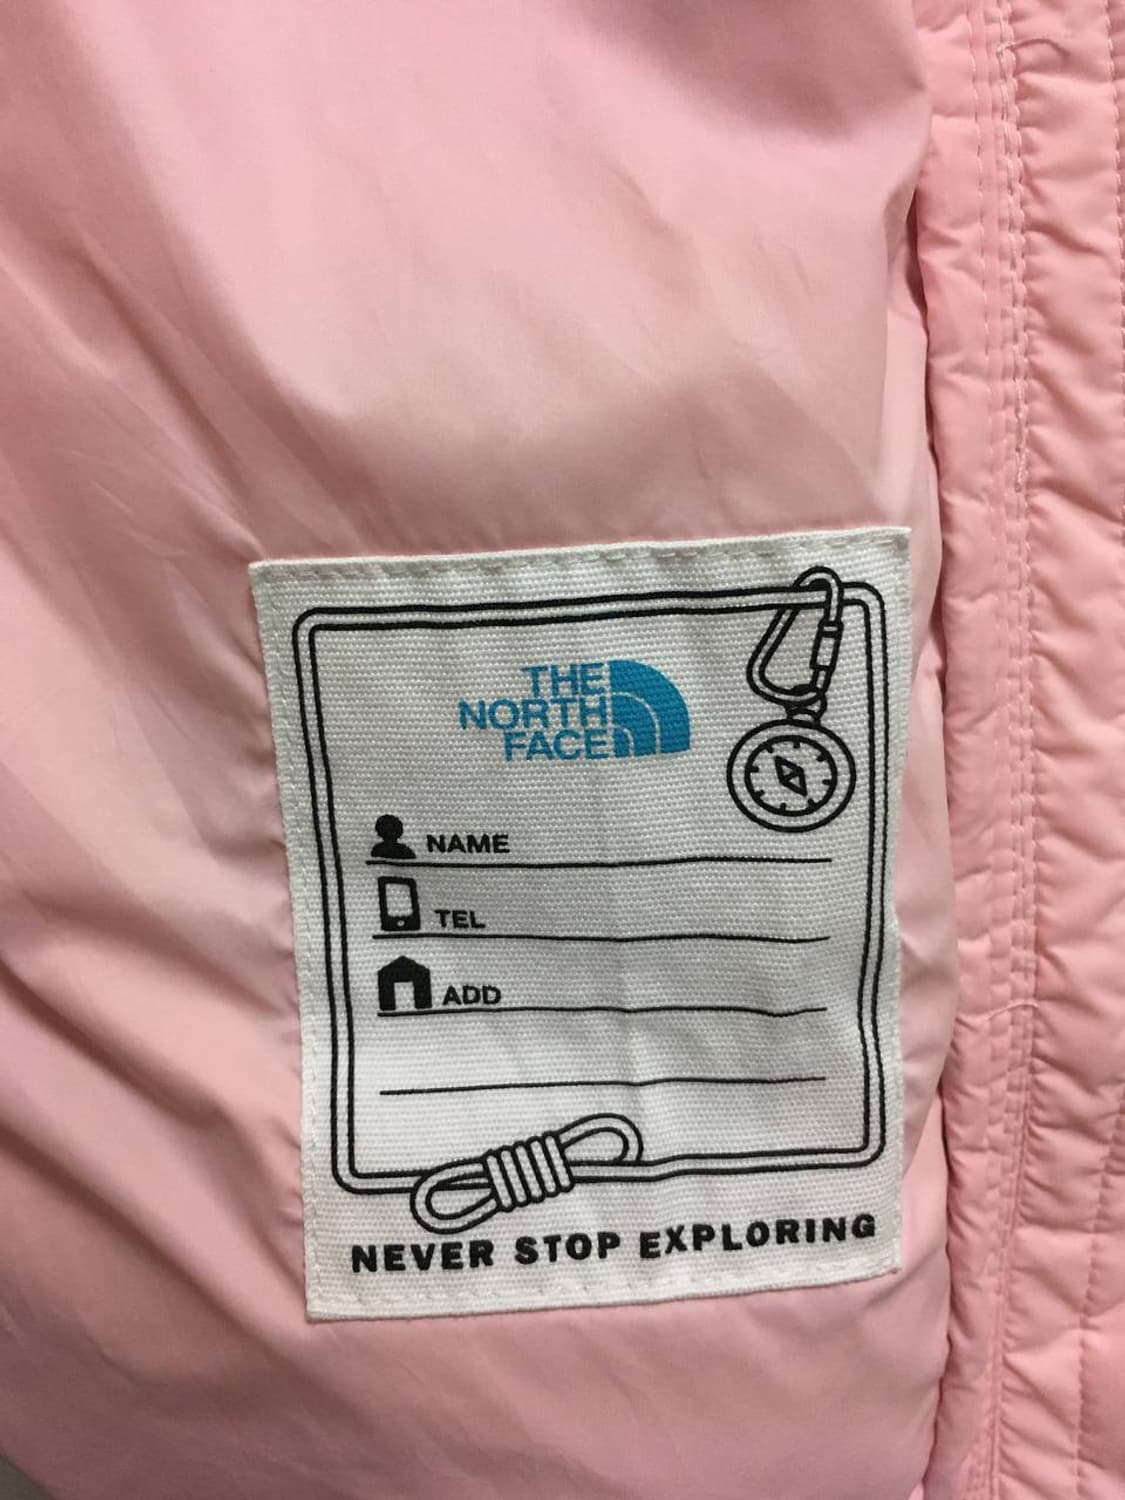 THE
NORTH
FACE
NAME
TEL
ADD
NEVER STOP EXPLORING